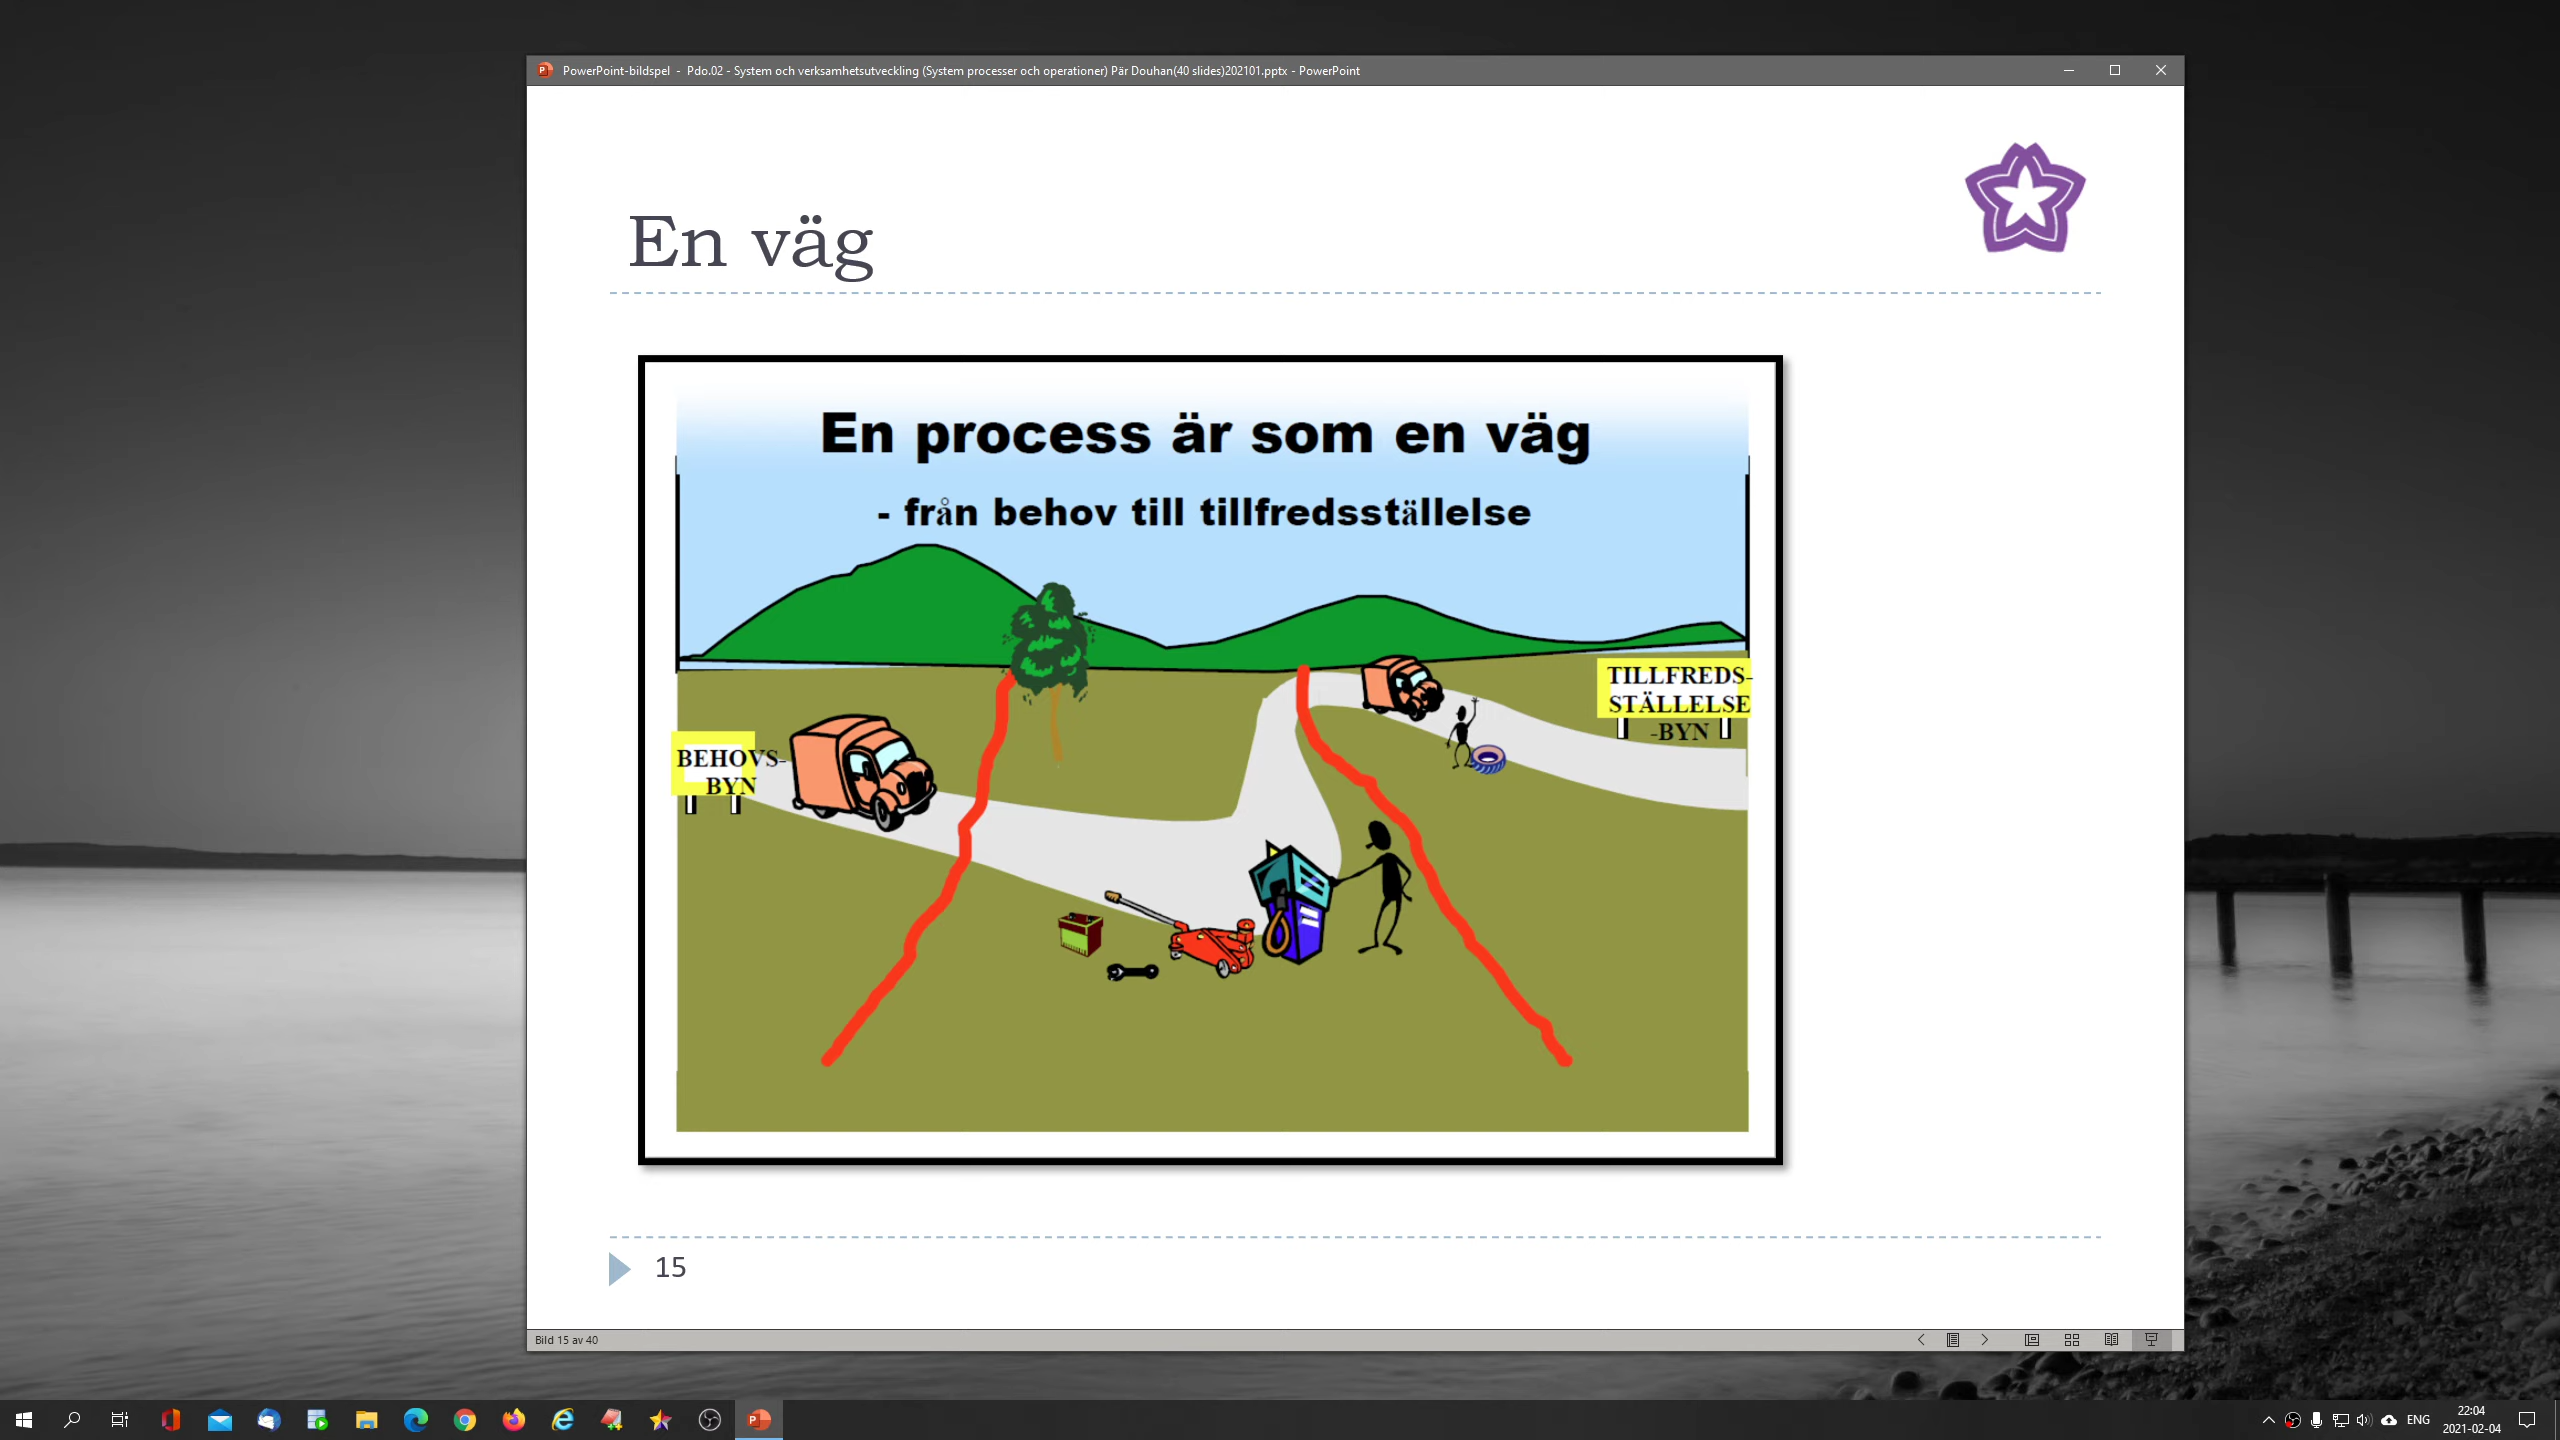 PowerPoint-bildspel - Pdo.02 - System och verksamhetsutveckling (System processer och operationer) Pär Douhan(40 slides)202101.pptx - PowerPoint
En väg
En process är som en väg
- från behov till tillfredsställelse
TILLFREDS-
STÄLLELSE
-BYN
BEHOVS-
BYN
15
Bild 15 av 40
ENG
22:04
2021-02-04